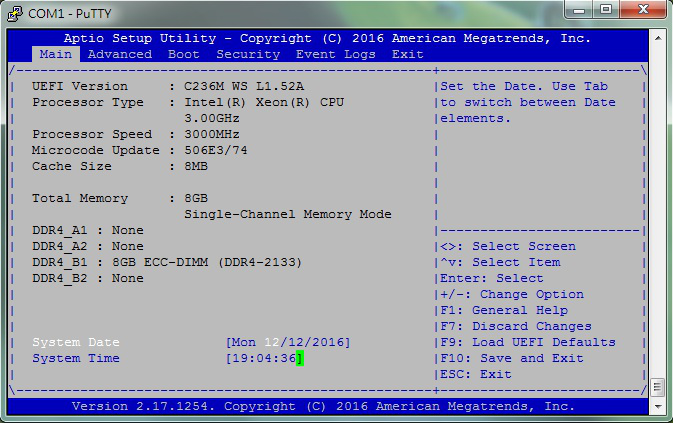 COM1 - PuTTY
Aptio Setup Utility - Copyright (C) 2016 American Megatrends, Inc.
Main Advanced Boot Security Event Logs Exit
UEFI Version : C236M WS L1.52A
Processor Type : Intel(R) Xeon(R) CPU
3.00GHz
Processor Speed : 3000MHz
Microcode Update : 506E3/74
Cache Size : 8MB
Total Memory : 8GB
Single-Channel Memory Mode
DDR4_A1 : None
DDR4_A2 : None
DDR4_B1 : 8GB ECC-DIMM (DDR4-2133)
DDR4_B2 : None
System Date [Mon 12/12/2016]
System Time [19:04:36]
Set the Date. Use Tab
to switch between Date
elements.
<>: Select Screen
^v: Select Item
Enter: Select
+/-: Change Option
F1: General Help
F7: Discard Changes
F9: Load UEFI Defaults
F10: Save and Exit
ESC: Exit
Version 2.17.1254. Copyright (C) 2016 American Megatrends, Inc.